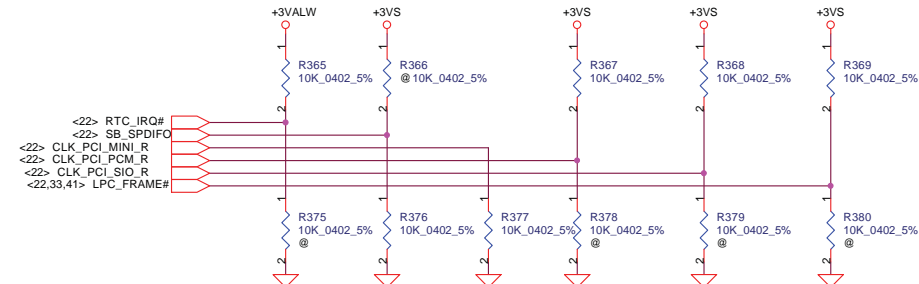 +3VALW +3VS +3VS +3VS +3VS
1 1 1 1 1
R365 R366 R367 R368 R369
10K_0402_5% @ 10K_0402_5% 10K_0402_5% 10K_0402_5% 10K_0402_5%
2 2 2 2 2
<22> RTC_IRQ#
<22> SB_SPDIFO
<22> CLK_PCI_MINI_R
<22> CLK_PCI_PCM_R
<22> CLK_PCI_SIO_R
<22,33,41> LPC_FRAME#
1 1 1 1 1 1
R375 R376 R377 R378 R379 R380
10K_0402_5% 10K_0402_5% 10K_0402_5% 10K_0402_5% 10K_0402_5% 10K_0402_5%
@ @ @ @
2 2 2 2 2 2